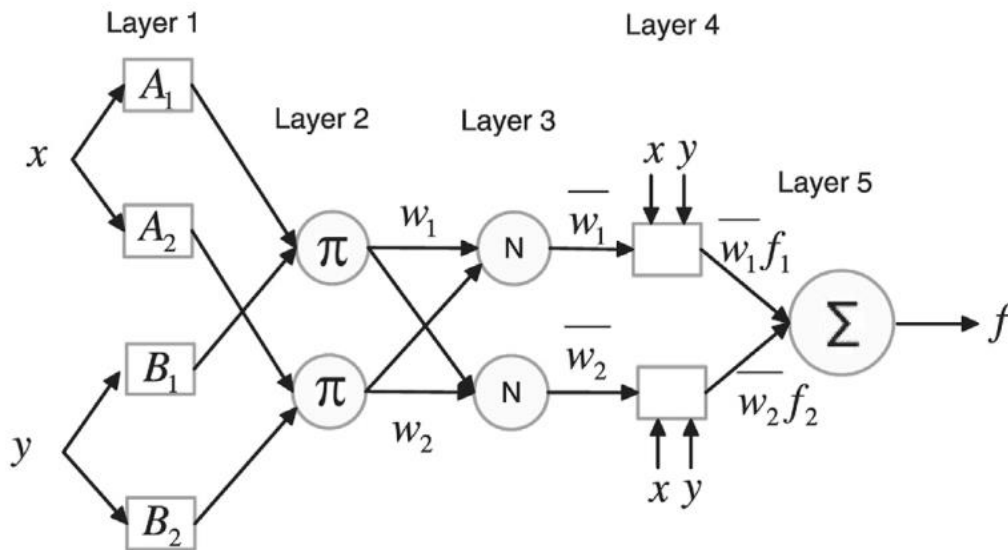 Layer 1
Layer 4
A₁
Layer 2
Layer 3
x
x y
Layer 5
A₂
w₁
w̅₁
π
N
w̅₁f₁
Σ
f
B₁
w̅₂
π
N
w̅₂f₂
w₂
y
x y
B₂